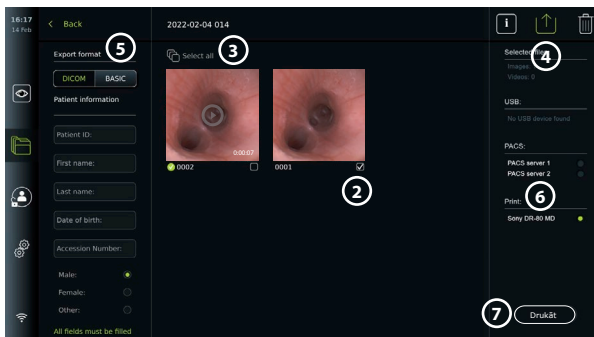 16:17
14 Feb
Back
2022-02-04 014
i
Export format
5
DICOM
BASIC
Patient information
Patient ID:
First name:
Last name:
Date of birth:
Accession Number:
Male:
Female:
Other:
All fields must be filled
Select all
3
0:00:07
0002
0001
2
Selected files
4
Images:
Videos: 0
USB:
No USB device found
PACS:
PACS server 1
PACS server 2
Print:
6
Sony DR-80 MD
7
Drukāt